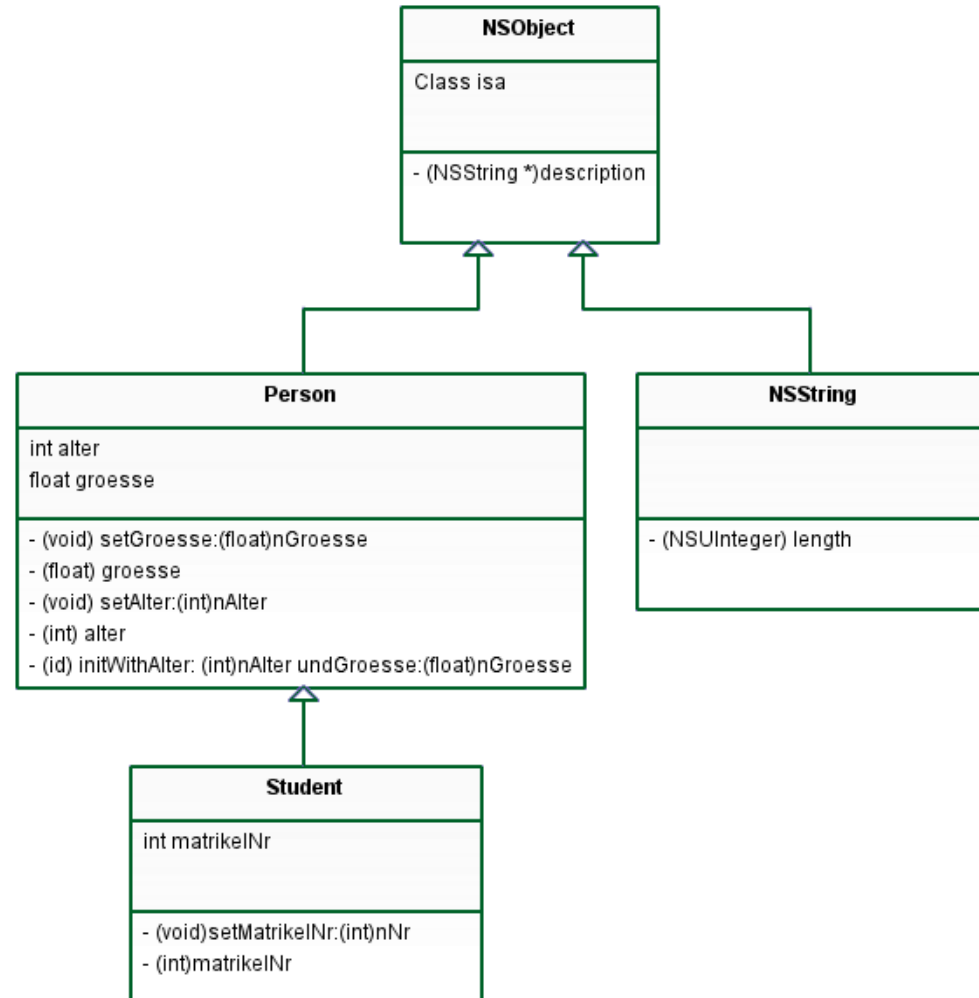 NSObject
Class isa
- (NSString *)description
Person
int alter
float groesse
- (void) setGroesse:(float)nGroesse
- (float) groesse
- (void) setAlter:(int)nAlter
- (int) alter
- (id) initWithAlter: (int)nAlter undGroesse:(float)nGroesse
NSString
- (NSUInteger) length
Student
int matrikelNr
- (void)setMatrikelNr:(int)nNr
- (int)matrikelNr